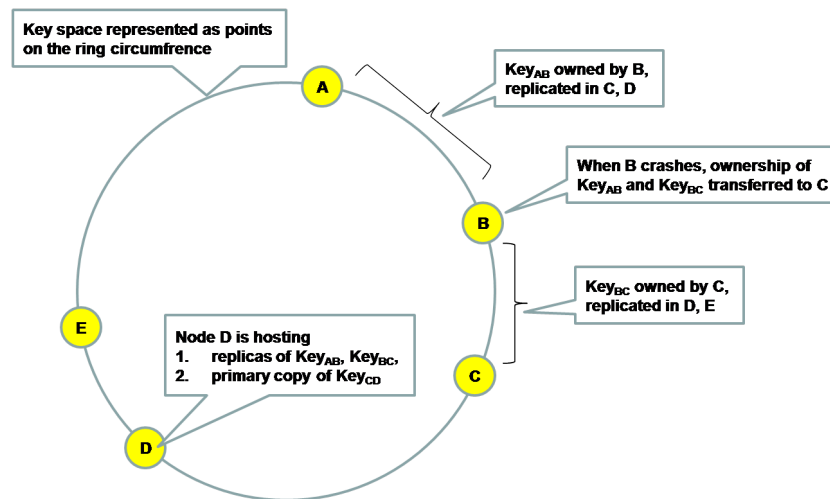 Key space represented as points
on the ring circumfrence
A
KeyAB owned by B,
replicated in C, D
When B crashes, ownership of
KeyAB and KeyBC transferred to C
B
KeyBC owned by C,
replicated in D, E
E
Node D is hosting
1. replicas of KeyAB, KeyBC,
2. primary copy of KeyCD
C
D